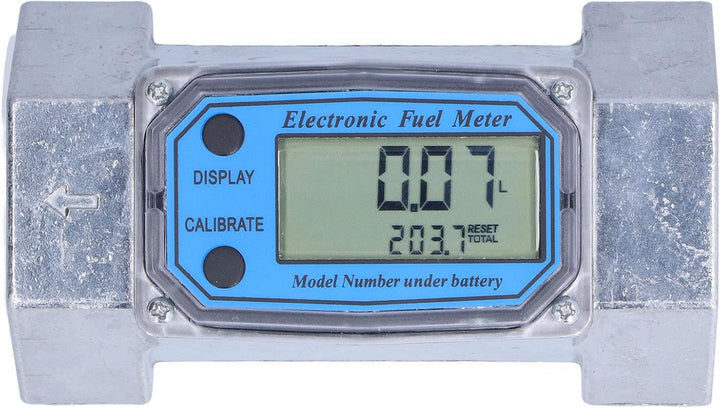 Electronic Fuel Meter
DISPLAY
CALIBRATE
0.07 L
203.7 RESET
TOTAL
Model Number under battery